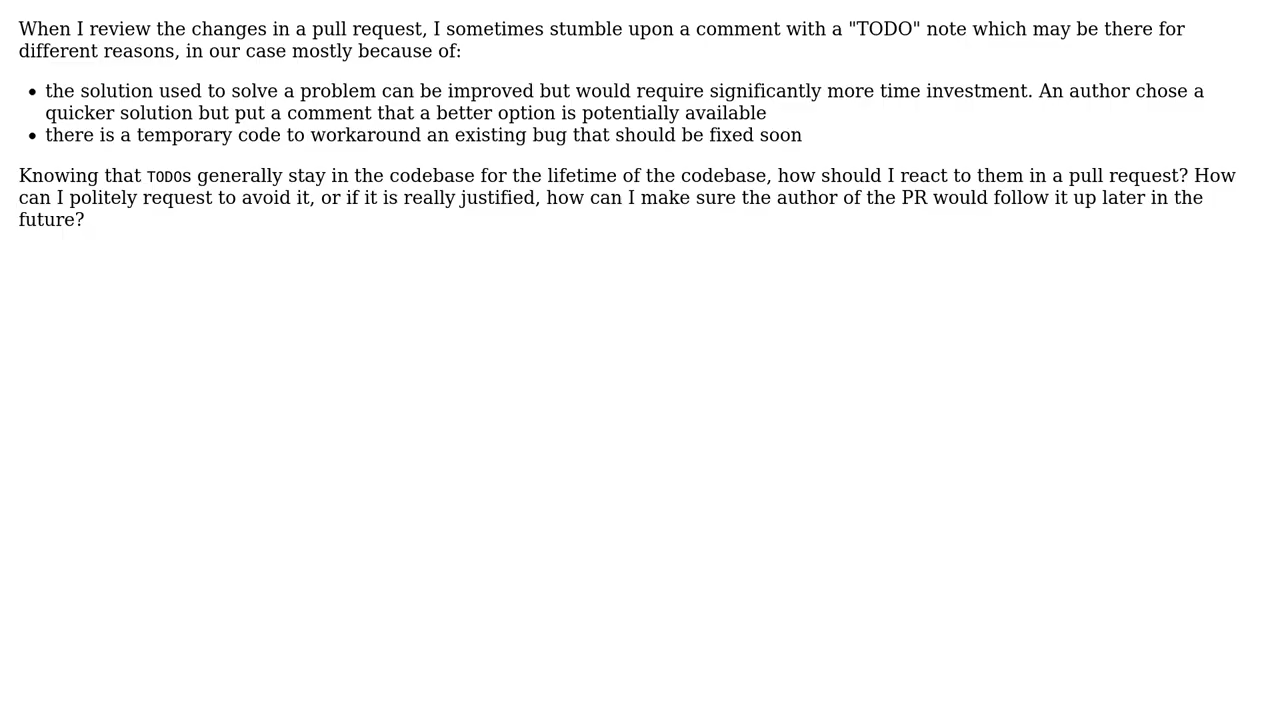 When I review the changes in a pull request, I sometimes stumble upon a comment with a "TODO" note which may be there for
different reasons, in our case mostly because of:
• the solution used to solve a problem can be improved but would require significantly more time investment. An author chose a
quicker solution but put a comment that a better option is potentially available
• there is a temporary code to workaround an existing bug that should be fixed soon
Knowing that TODOs generally stay in the codebase for the lifetime of the codebase, how should I react to them in a pull request? How
can I politely request to avoid it, or if it is really justified, how can I make sure the author of the PR would follow it up later in the
future?